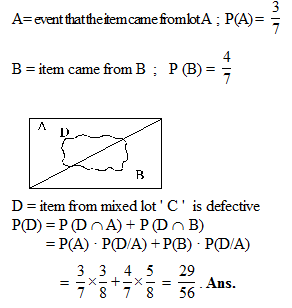 A= event that the item came from lot A ; P(A)= 3/7
B = item came from B ; P (B) = 4/7
A
D
B
D = item from mixed lot ' C ' is defective
P(D) = P (D ∩ A) + P (D ∩ B)
= P(A) · P(D/A) + P(B) · P(D/A)
= 3/7 × 3/8 + 4/7 × 5/8 = 29/56 . Ans.